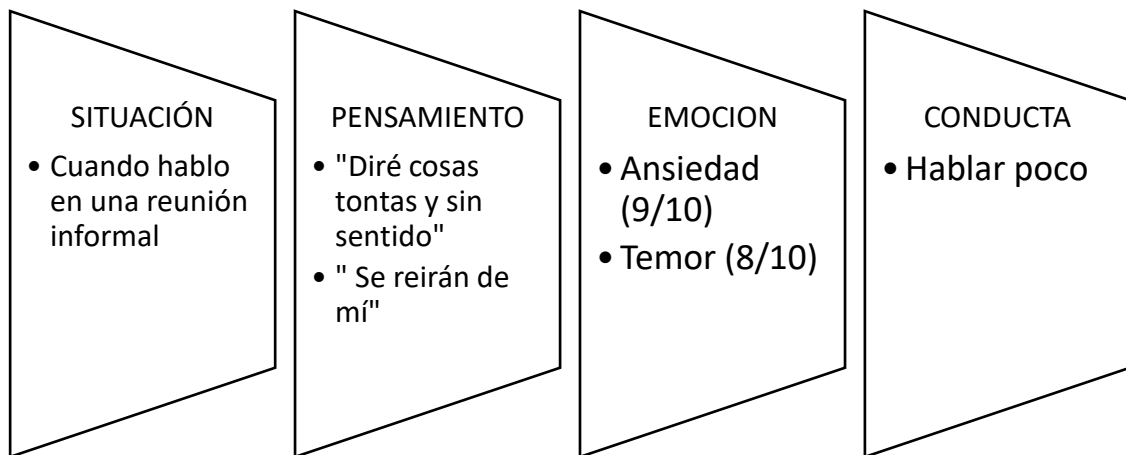 SITUACIÓN
• Cuando hablo
en una reunión
informal
PENSAMIENTO
• "Diré cosas
tontas y sin
sentido"
• " Se reirán de
mí"
EMOCION
• Ansiedad
(9/10)
• Temor (8/10)
CONDUCTA
• Hablar poco